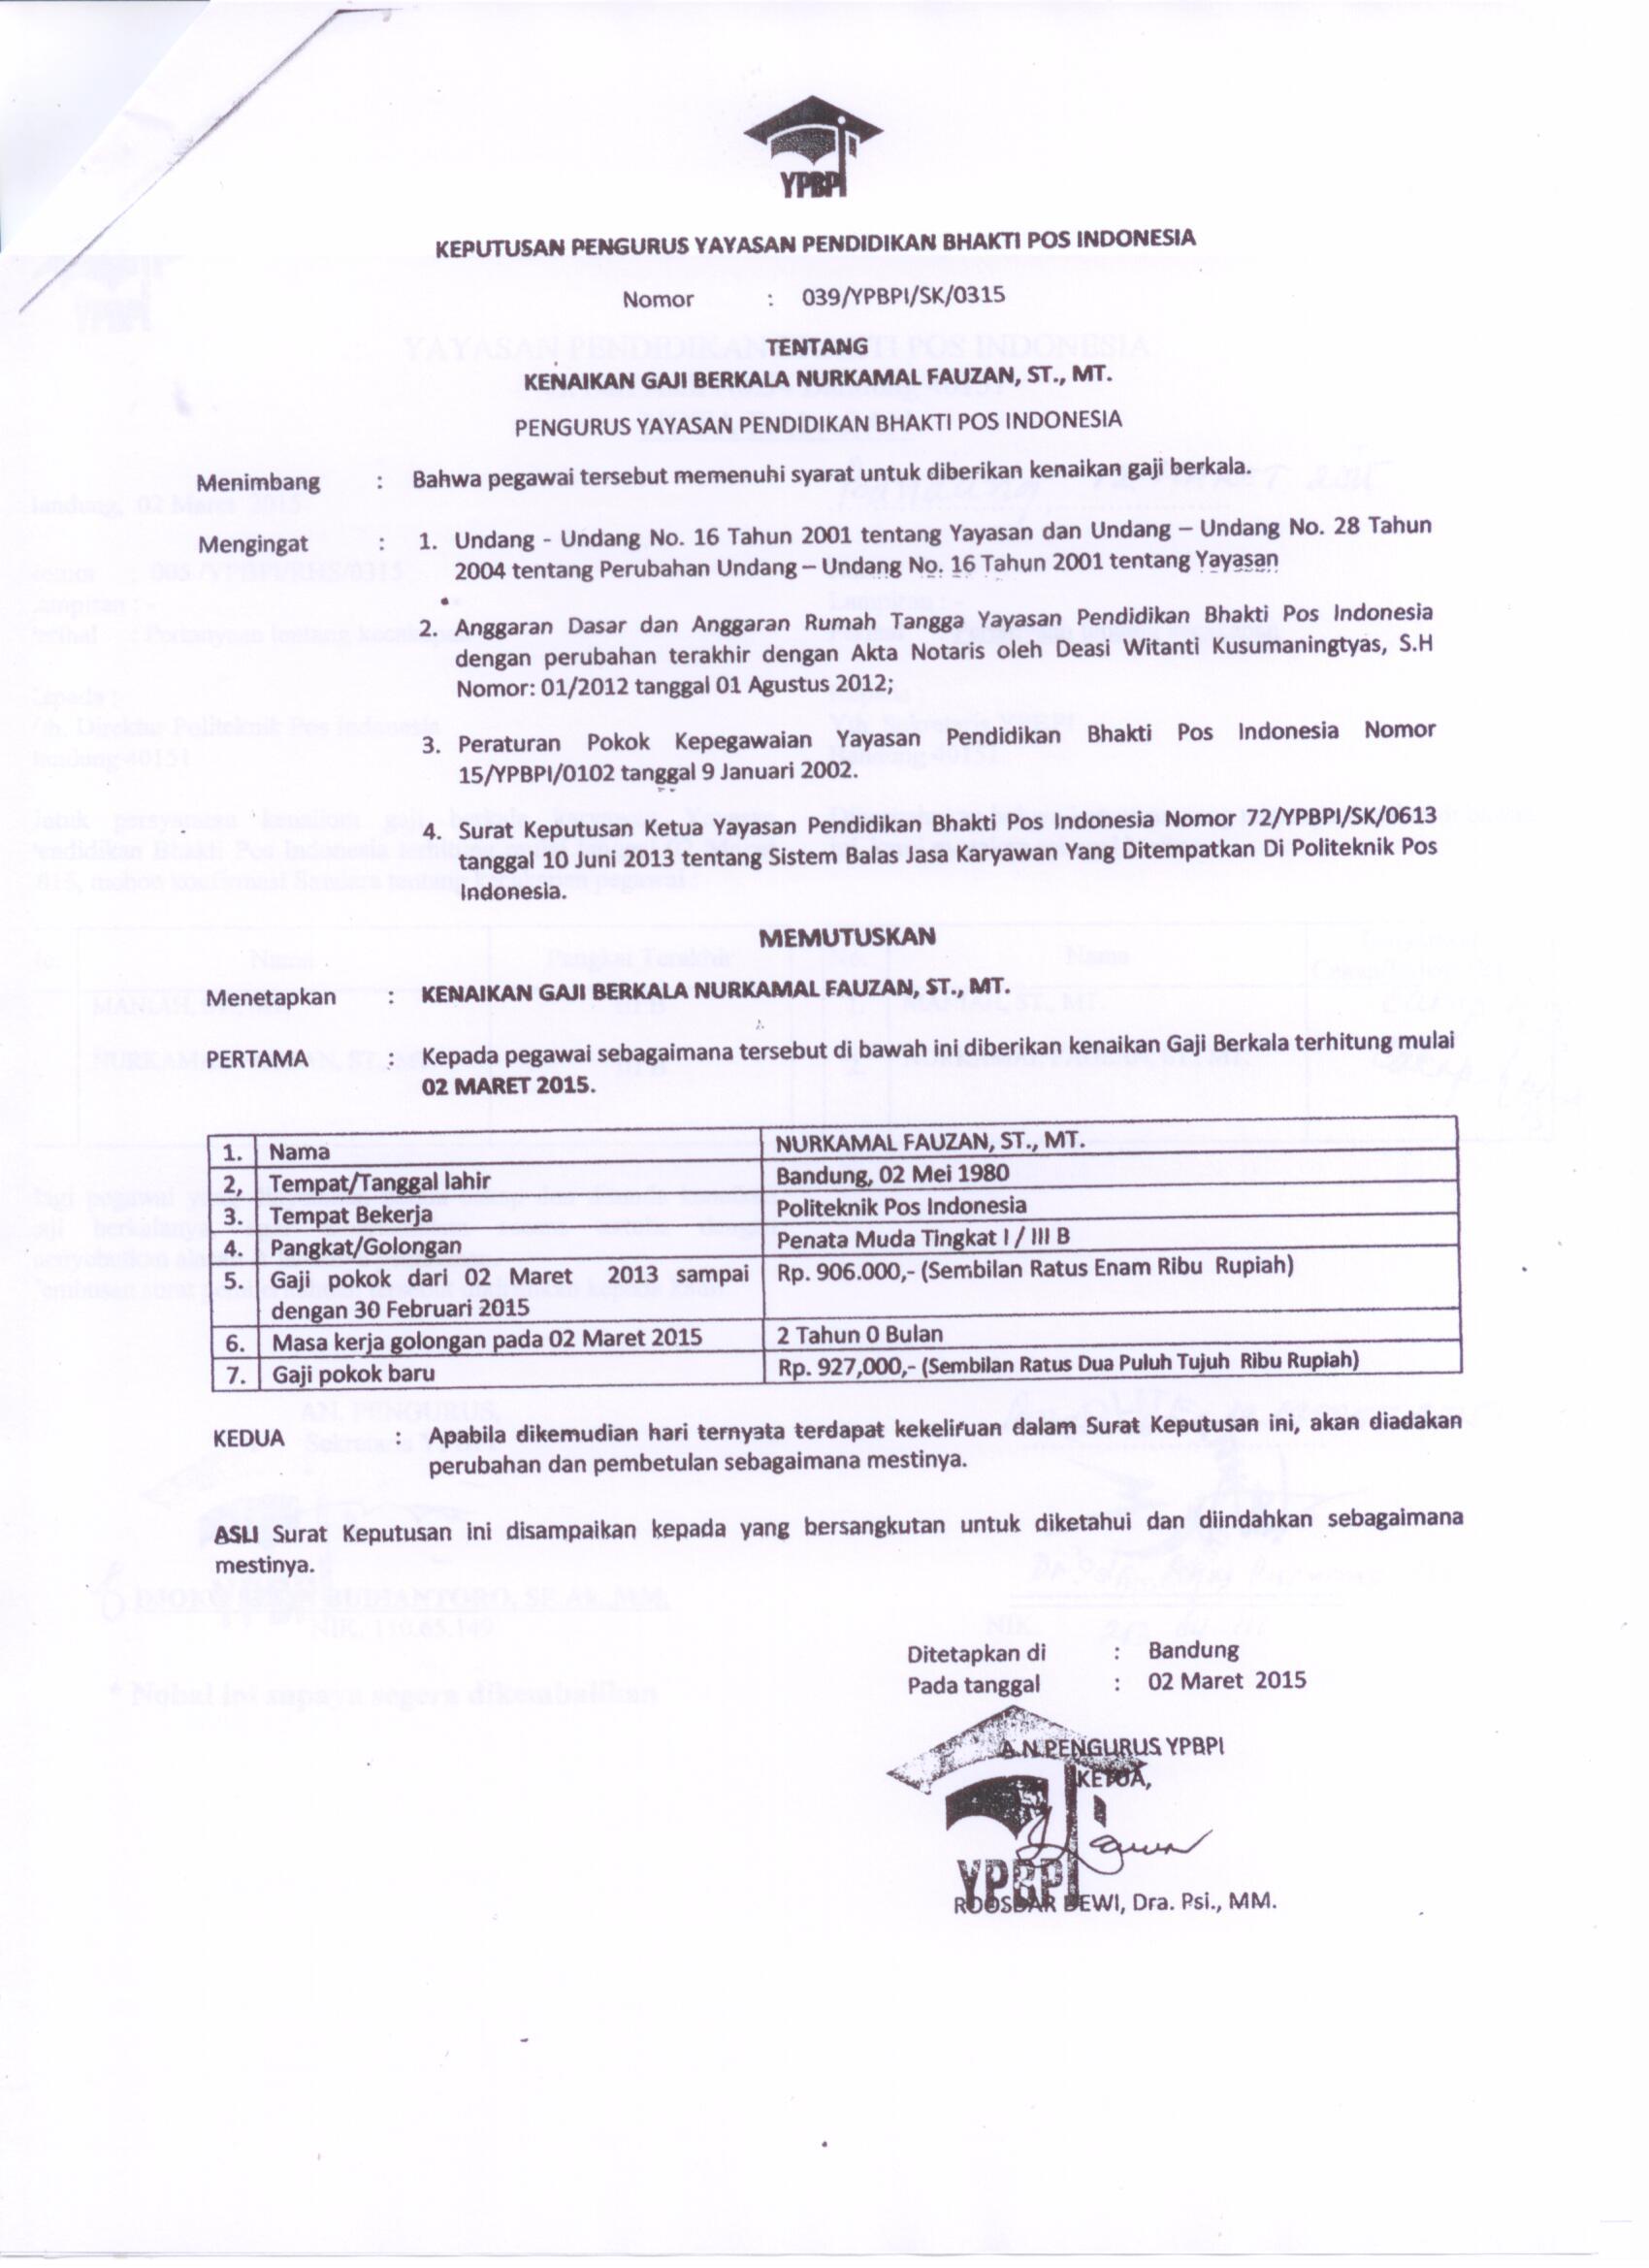 YPBPI
KEPUTUSAN PENGURUS YAYASAN PENDIDIKAN BHAKTI POS INDONESIA
Nomor : 039/YPBPI/SK/0315
TENTANG
KENAIKAN GAJI BERKALA NURKAMAL FAUZAN, ST., MT.
PENGURUS YAYASAN PENDIDIKAN BHAKTI POS INDONESIA
Menimbang : Bahwa pegawai tersebut memenuhi syarat untuk diberikan kenaikan gaji berkala.
Mengingat : 1. Undang - Undang No. 16 Tahun 2001 tentang Yayasan dan Undang – Undang No. 28 Tahun
2004 tentang Perubahan Undang – Undang No. 16 Tahun 2001 tentang Yayasan
2. Anggaran Dasar dan Anggaran Rumah Tangga Yayasan Pendidikan Bhakti Pos Indonesia
dengan perubahan terakhir dengan Akta Notaris oleh Deasi Witanti Kusumaningtyas, S.H
Nomor: 01/2012 tanggal 01 Agustus 2012;
3. Peraturan Pokok Kepegawaian Yayasan Pendidikan Bhakti Pos Indonesia Nomor
15/YPBPI/0102 tanggal 9 Januari 2002.
4. Surat Keputusan Ketua Yayasan Pendidikan Bhakti Pos Indonesia Nomor 72/YPBPI/SK/0613
tanggal 10 Juni 2013 tentang Sistem Balas Jasa Karyawan Yang Ditempatkan Di Politeknik Pos
Indonesia.
MEMUTUSKAN
Menetapkan : KENAIKAN GAJI BERKALA NURKAMAL FAUZAN, ST., MT.
PERTAMA : Kepada pegawai sebagaimana tersebut di bawah ini diberikan kenaikan Gaji Berkala terhitung mulai
02 MARET 2015.
1. Nama NURKAMAL FAUZAN, ST., MT.
2. Tempat/Tanggal lahir Bandung, 02 Mei 1980
3. Tempat Bekerja Politeknik Pos Indonesia
4. Pangkat/Golongan Penata Muda Tingkat I / III B
5. Gaji pokok dari 02 Maret 2013 sampai Rp. 906.000,- (Sembilan Ratus Enam Ribu Rupiah)
dengan 30 Februari 2015
6. Masa kerja golongan pada 02 Maret 2015 2 Tahun 0 Bulan
7. Gaji pokok baru Rp. 927,000,- (Sembilan Ratus Dua Puluh Tujuh Ribu Rupiah)
KEDUA : Apabila dikemudian hari ternyata terdapat kekeliruan dalam Surat Keputusan ini, akan diadakan
perubahan dan pembetulan sebagaimana mestinya.
ASLI Surat Keputusan ini disampaikan kepada yang bersangkutan untuk diketahui dan diindahkan sebagaimana
mestinya.
Ditetapkan di : Bandung
Pada tanggal : 02 Maret 2015
A.N PENGURUS YPBPI
KETUA,
YPBPI
ROOSDAR DEWI, Dra. Psi., MM.